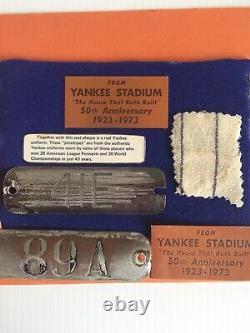 FROM
YANKEE STADIUM
"The House That Ruth Built"
50th Anniversary
1923-1973
Together with this seat plaque is a real Yankee
uniform. These "pinstripes" are from the authentic
Yankee uniforms worn by some of those players who
won 29 American League Pennants and 20 World
Championships in just 43 years.
89A
FROM
YANKEE STADIUM
"The House That Ruth Built"
50th Anniversary
1923-1973